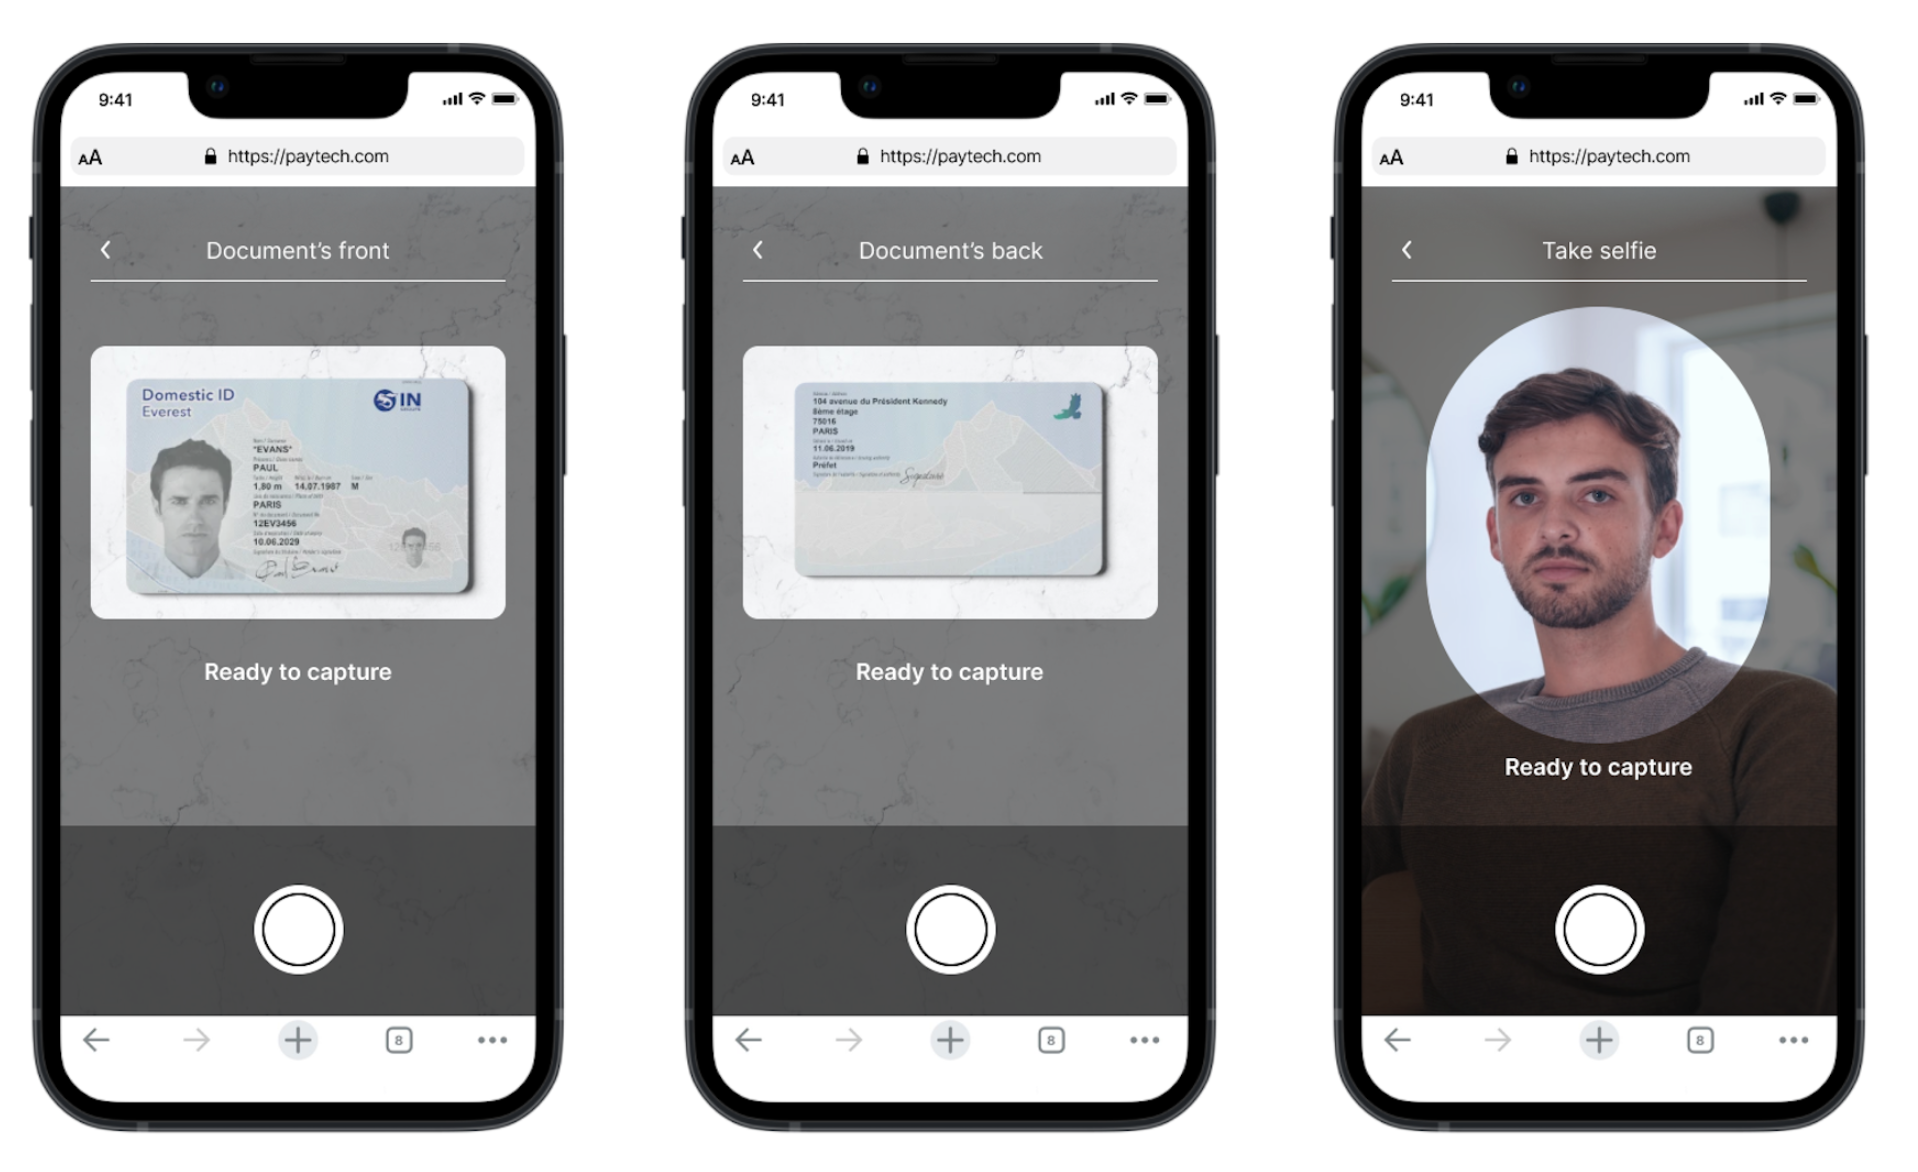 9:41
AA https://paytech.com
Document's front
Domestic ID
Everest
IN
"EVANS"
PAUL
1,80 m 14.07.1987 M
PARIS
12EV3456
10.06.2029
Ready to capture
8
9:41
AA https://paytech.com
Document's back
104 avenue du Président Kennedy
8ème étage
75016
PARIS
11.06.2019
Préfet
Signature
Ready to capture
8
9:41
AA https://paytech.com
Take selfie
Ready to capture
8